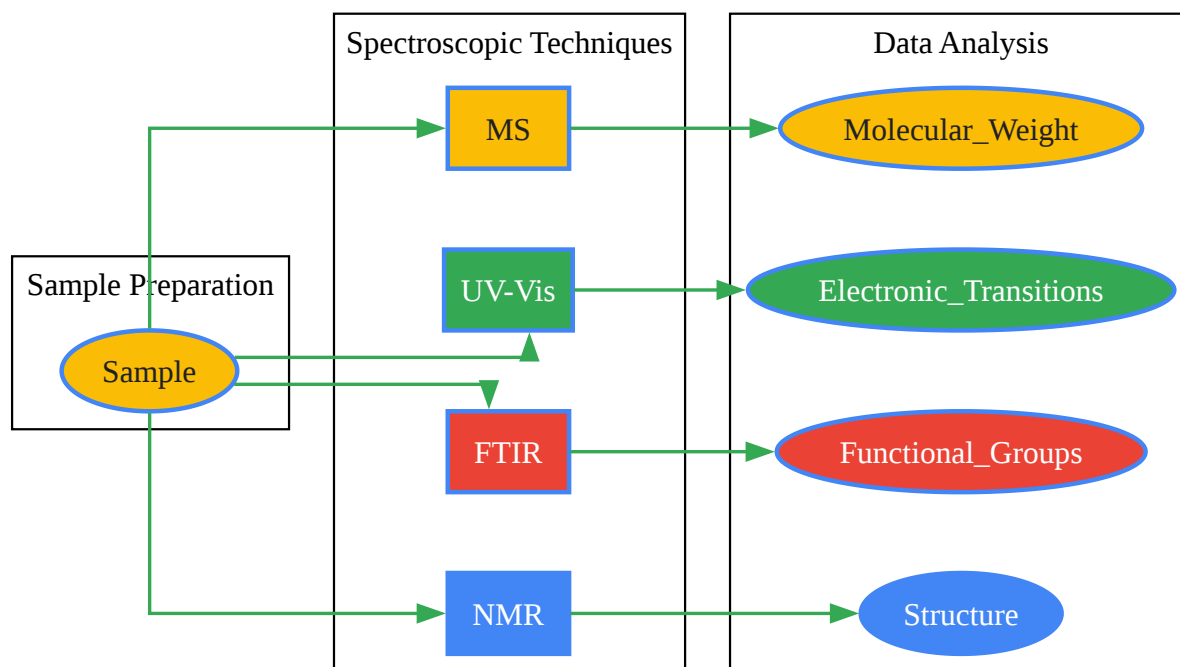 Spectroscopic Techniques
Data Analysis
MS
Molecular_Weight
UV-Vis
Electronic_Transitions
Sample Preparation
Sample
FTIR
Functional_Groups
NMR
Structure